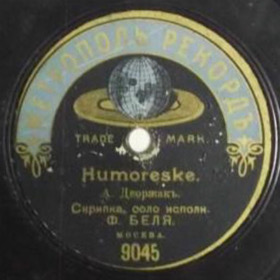 МЕТРОПОЛЬ РЕКОРДЪ
TRADE MARK.
Humoreske.
А. Дворжакъ.
Скрипка, соло исполн.
Ф. БЕЛЯ.
МОСКВА.
9045